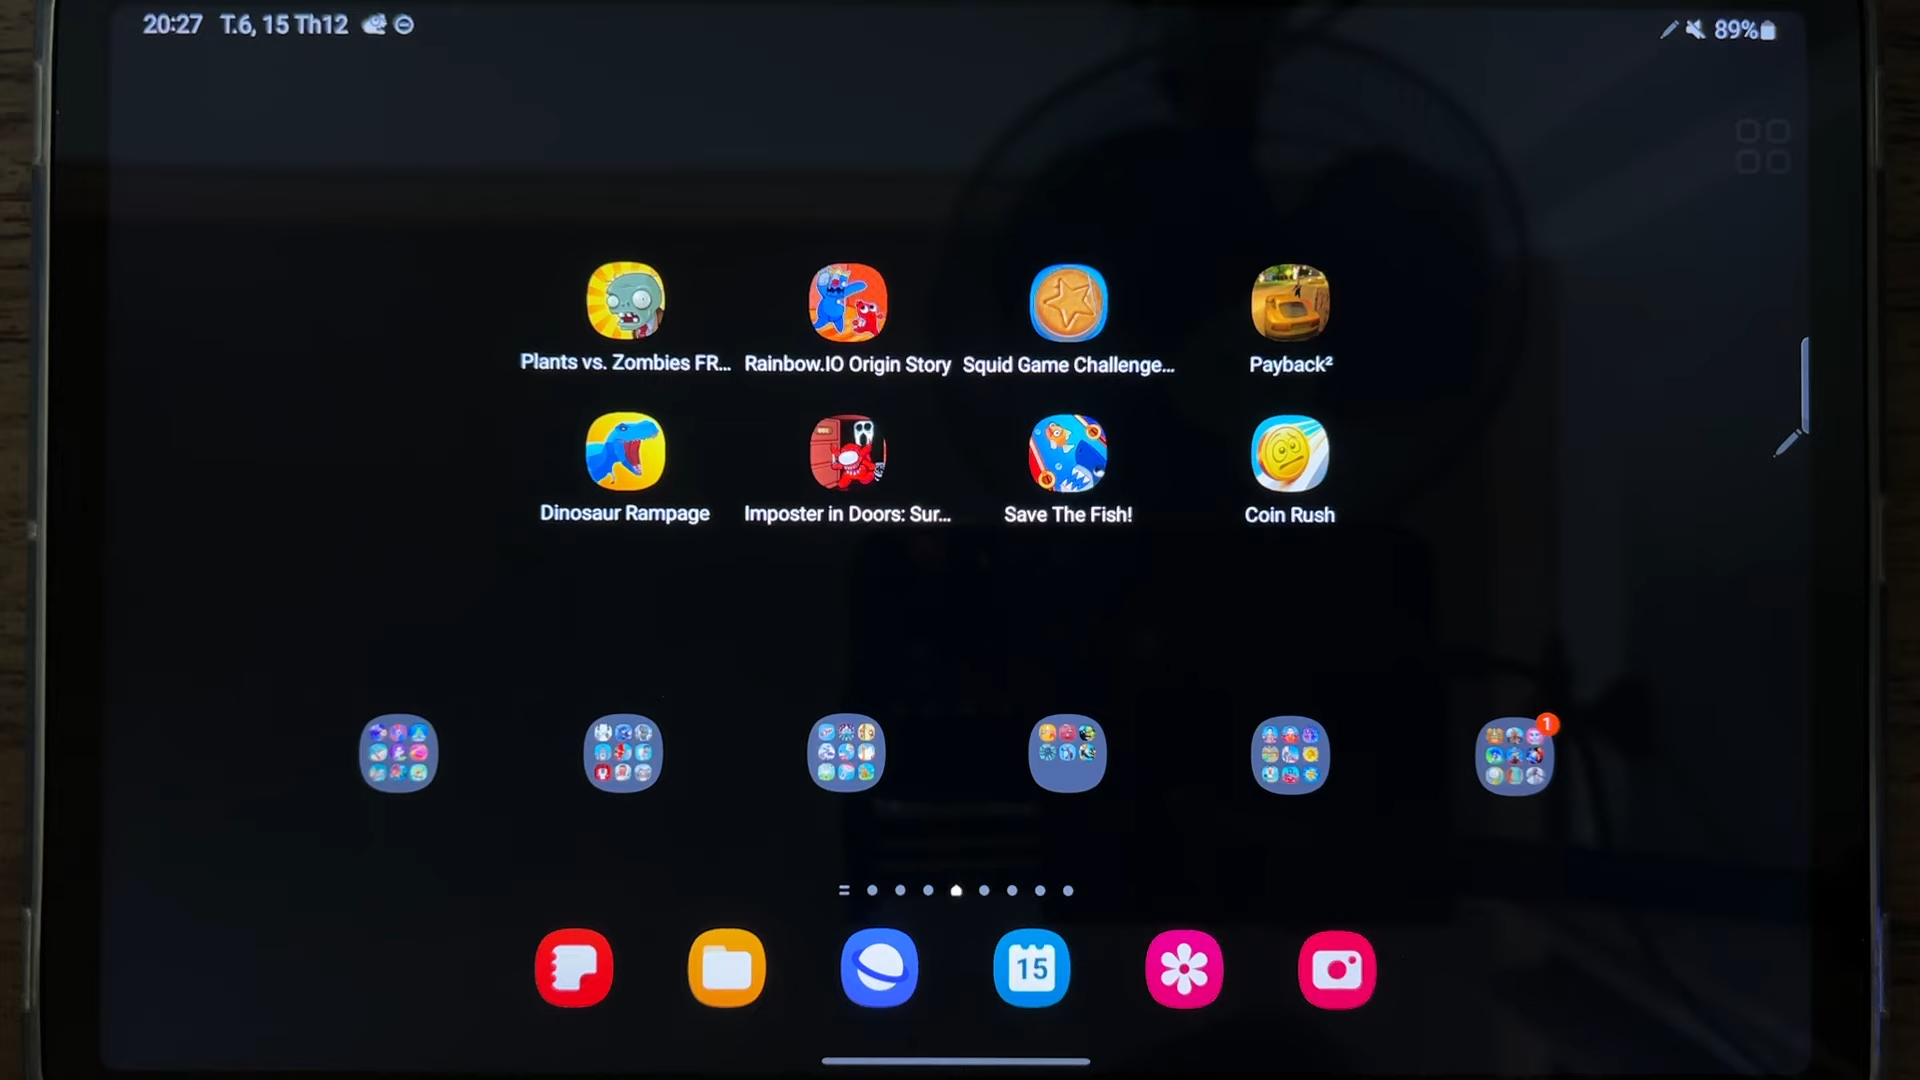 20:27 T.6, 15 Th12
89%
Plants vs. Zombies FR...
Rainbow.IO Origin Story
Squid Game Challenge...
Payback²
Dinosaur Rampage
Imposter in Doors: Sur...
Save The Fish!
Coin Rush
1
15